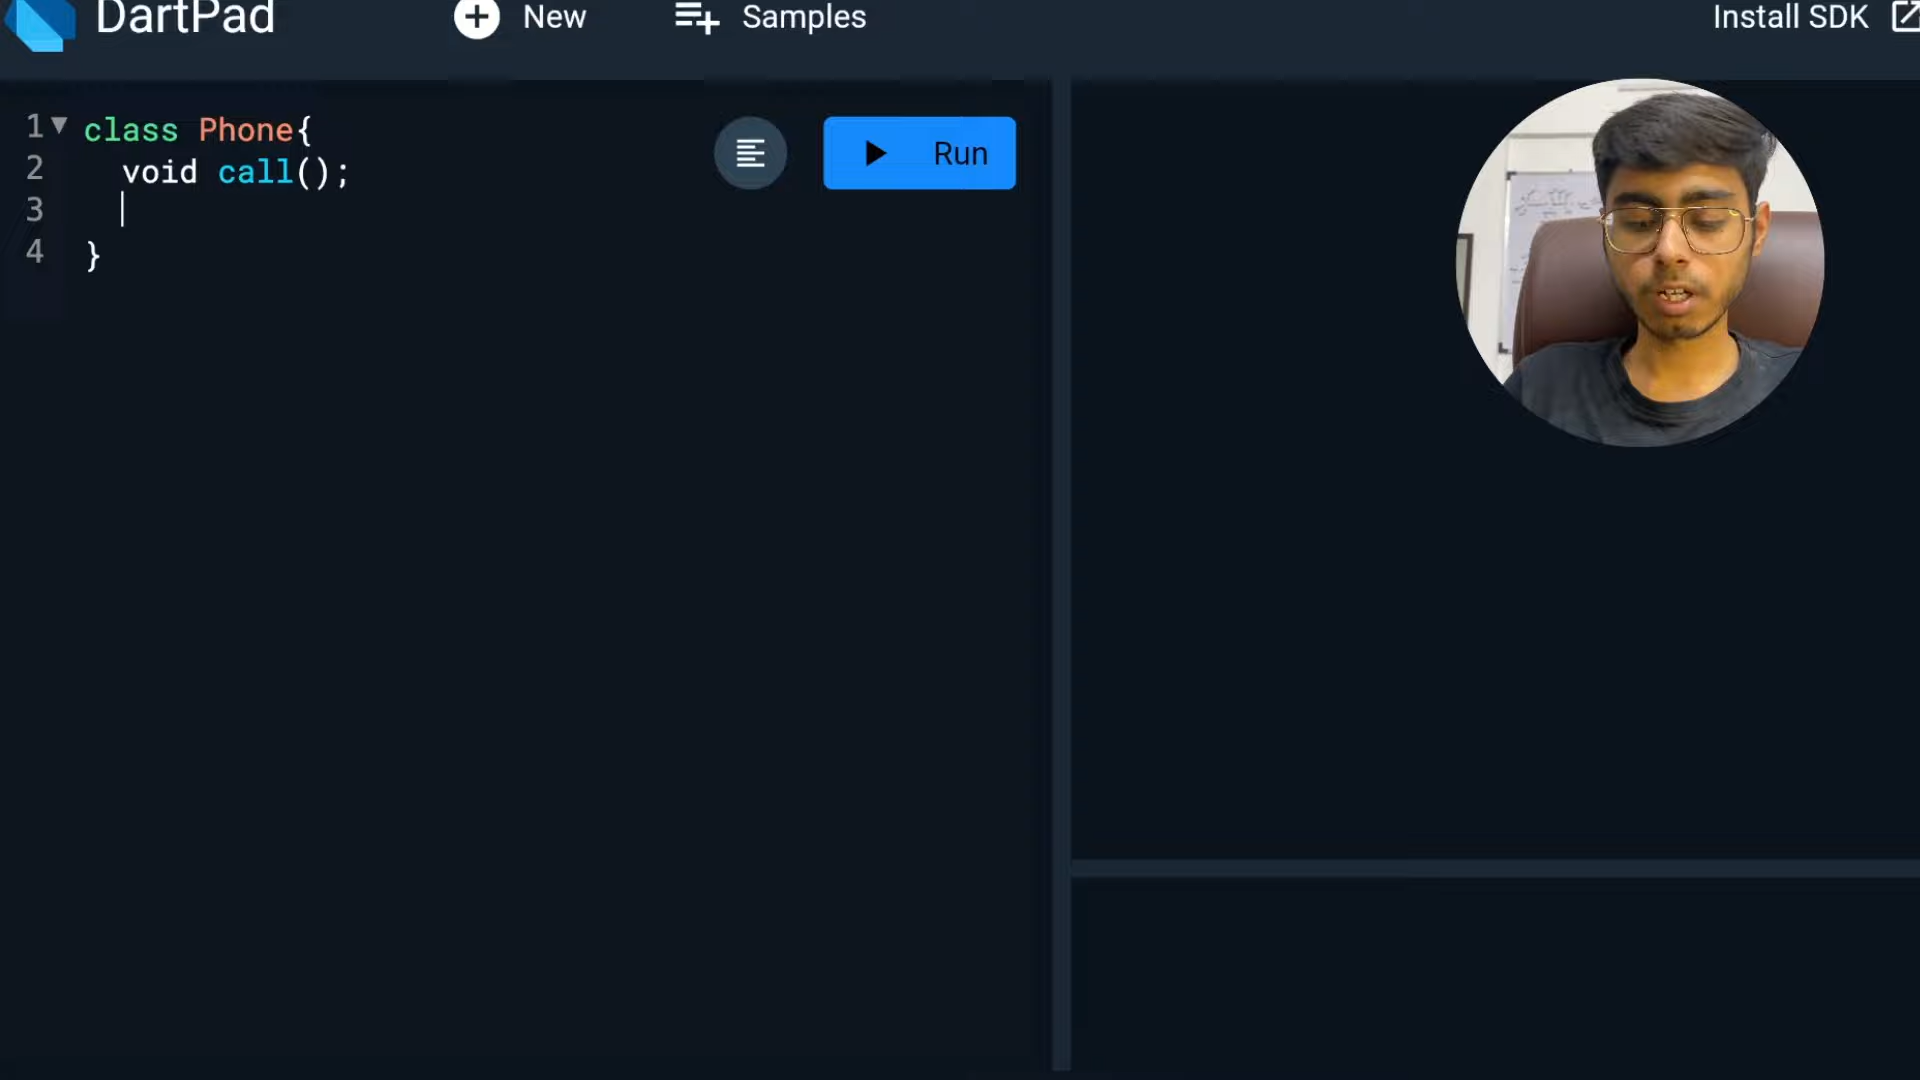 DartPad
New
Samples
Install SDK
1 class Phone{
2 void call();
3
4 }
Run